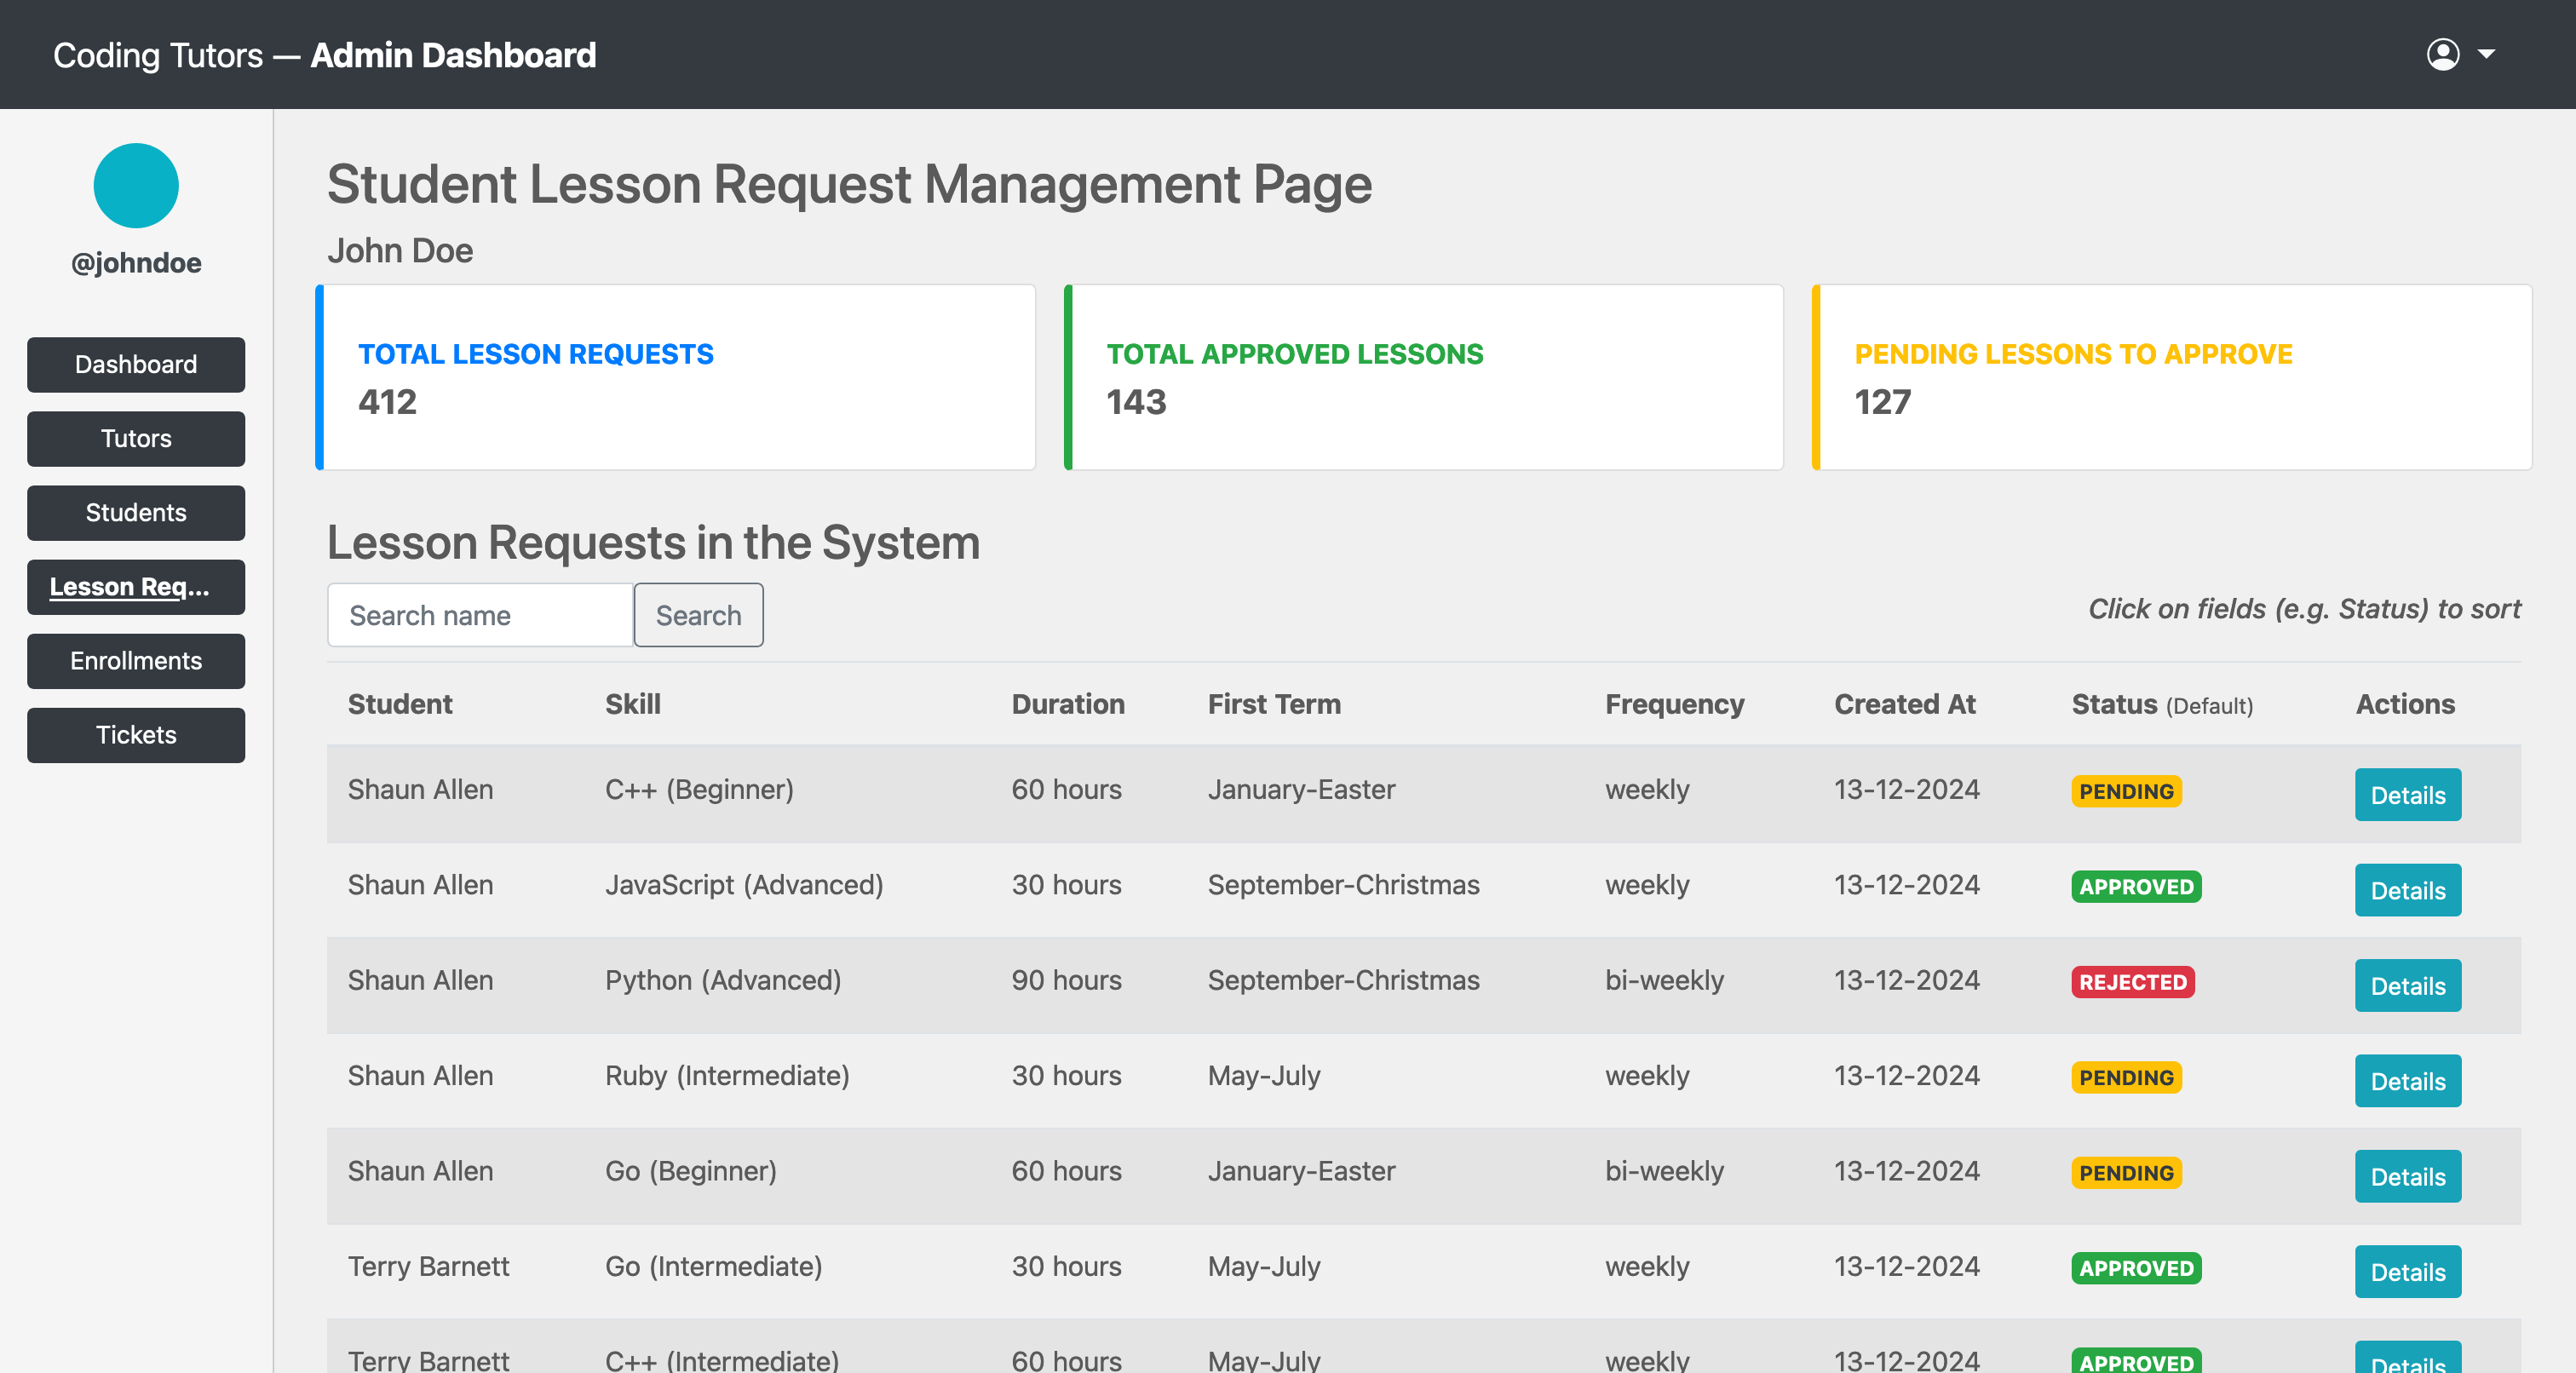 Coding Tutors — Admin Dashboard
@johndoe
Dashboard
Tutors
Students
Lesson Req...
Enrollments
Tickets
Student Lesson Request Management Page
John Doe
TOTAL LESSON REQUESTS
412
TOTAL APPROVED LESSONS
143
PENDING LESSONS TO APPROVE
127
Lesson Requests in the System
Search name Search
Click on fields (e.g. Status) to sort
Student Skill Duration First Term Frequency Created At Status (Default) Actions
Shaun Allen C++ (Beginner) 60 hours January-Easter weekly 13-12-2024 PENDING Details
Shaun Allen JavaScript (Advanced) 30 hours September-Christmas weekly 13-12-2024 APPROVED Details
Shaun Allen Python (Advanced) 90 hours September-Christmas bi-weekly 13-12-2024 REJECTED Details
Shaun Allen Ruby (Intermediate) 30 hours May-July weekly 13-12-2024 PENDING Details
Shaun Allen Go (Beginner) 60 hours January-Easter bi-weekly 13-12-2024 PENDING Details
Terry Barnett Go (Intermediate) 30 hours May-July weekly 13-12-2024 APPROVED Details
Terry Barnett C++ (Intermediate) 60 hours May-July weekly 13-12-2024 APPROVED Details